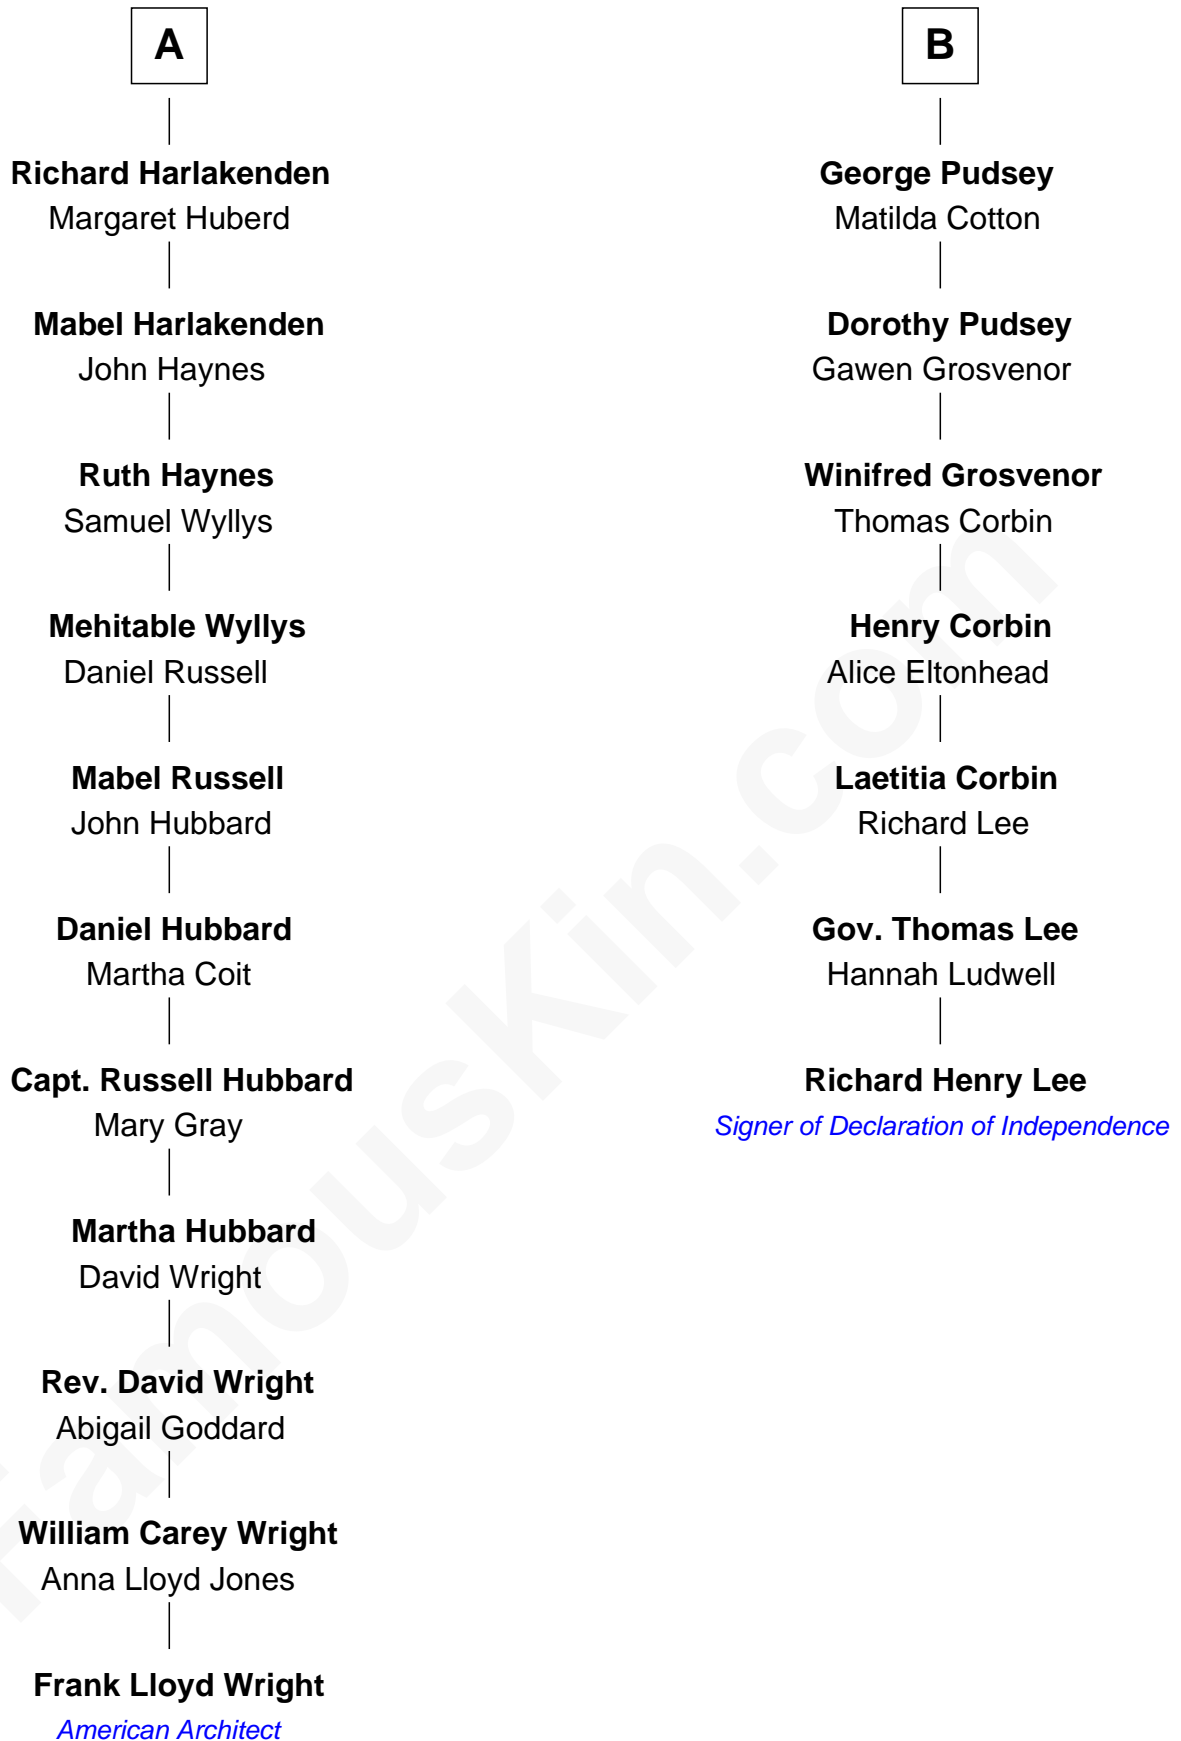 A
Richard Harlakenden
Margaret Huberd
Mabel Harlakenden
John Haynes
Ruth Haynes
Samuel Wyllys
Mehitable Wyllys
Daniel Russell
Mabel Russell
John Hubbard
Daniel Hubbard
Martha Coit
Capt. Russell Hubbard
Mary Gray
Martha Hubbard
David Wright
Rev. David Wright
Abigail Goddard
William Carey Wright
Anna Lloyd Jones
Frank Lloyd Wright
American Architect
B
George Pudsey
Matilda Cotton
Dorothy Pudsey
Gawen Grosvenor
Winifred Grosvenor
Thomas Corbin
Henry Corbin
Alice Eltonhead
Laetitia Corbin
Richard Lee
Gov. Thomas Lee
Hannah Ludwell
Richard Henry Lee
Signer of Declaration of Independence
FamousKin.com